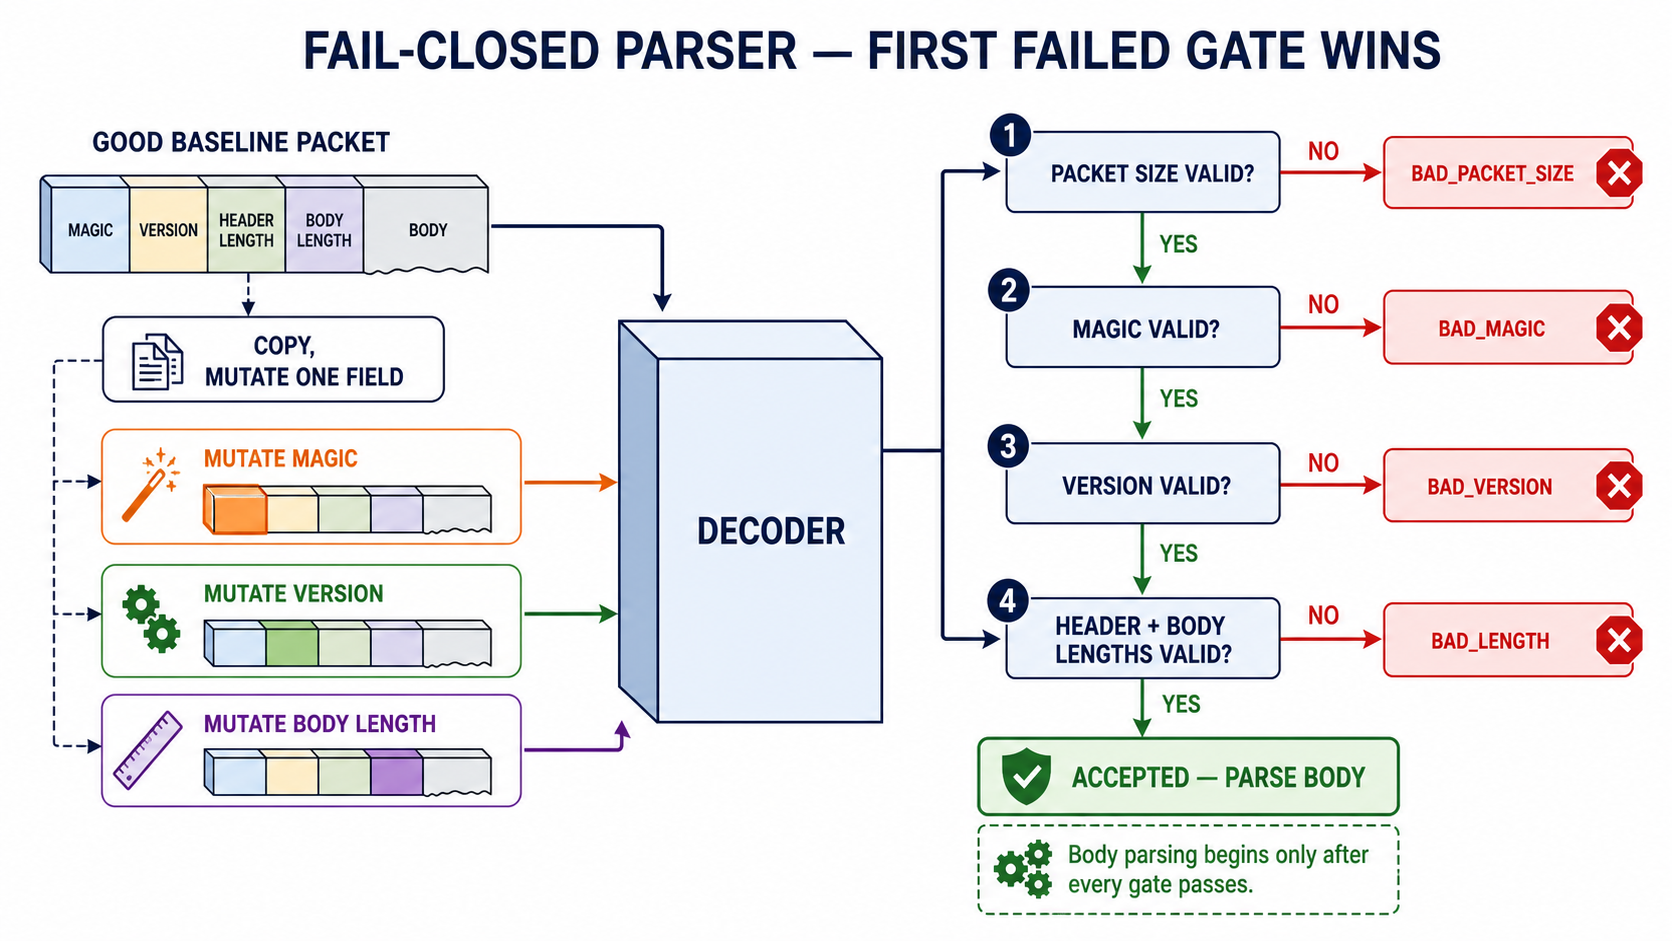 FAIL-CLOSED PARSER — FIRST FAILED GATE WINS
GOOD BASELINE PACKET
MAGIC
VERSION
HEADER
LENGTH
BODY
LENGTH
BODY
COPY,
MUTATE ONE FIELD
MUTATE MAGIC
MUTATE VERSION
MUTATE BODY LENGTH
DECODER
1
PACKET SIZE VALID?
NO
BAD_PACKET_SIZE
YES
2
MAGIC VALID?
NO
BAD_MAGIC
YES
3
VERSION VALID?
NO
BAD_VERSION
YES
4
HEADER + BODY
LENGTHS VALID?
NO
BAD_LENGTH
YES
ACCEPTED — PARSE BODY
Body parsing begins only after
every gate passes.